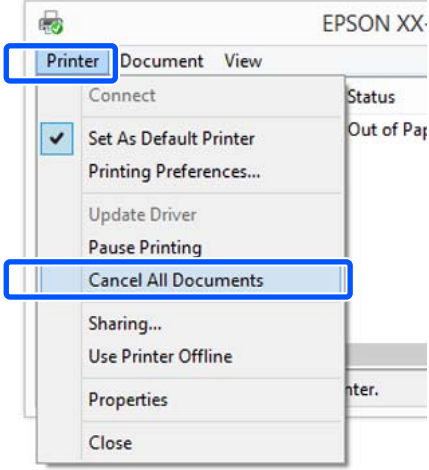 EPSON XX-
Printer Document View
Connect
Status
Set As Default Printer
Out of Pap
Printing Preferences...
Update Driver
Pause Printing
Cancel All Documents
Sharing...
Use Printer Offline
nter.
Properties
Close